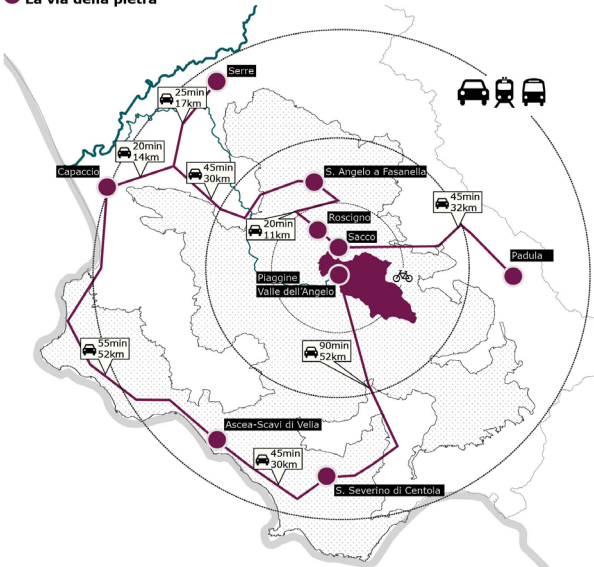 La via della pietra
Serre
25min
17km
20min
14km
Capaccio
45min
30km
S. Angelo a Fasanella
45min
32km
20min
11km
Roscigno
Sacco
Padula
Piaggine
Valle dell'Angelo
55min
52km
90min
52km
Ascea-Scavi di Velia
45min
30km
S. Severino di Centola